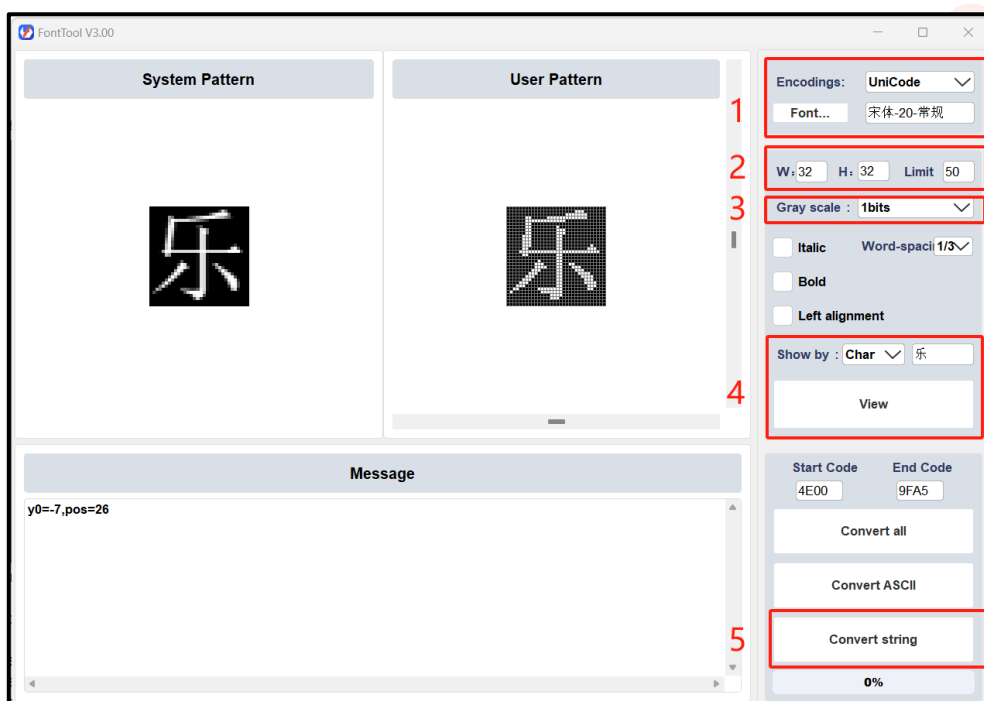 FontTool V3.00
System Pattern
User Pattern
乐
乐
1
Encodings: UniCode
Font... 宋体-20-常规
2
W: 32 H: 32 Limit 50
3
Gray scale : 1bits
Italic Word-spaci 1/3
Bold
Left alignment
4
Show by : Char 乐
View
Message
y0=-7,pos=26
Start Code End Code
4E00 9FA5
Convert all
Convert ASCII
5
Convert string
0%